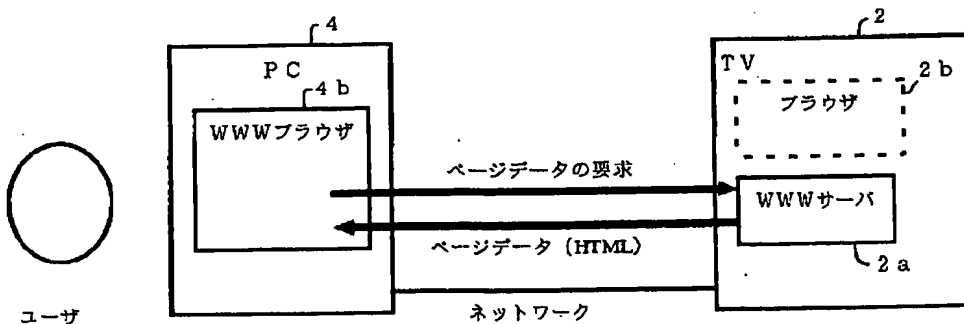 4
PC
4b
WWWブラウザ
2
TV
2b
ブラウザ
ページデータの要求
WWWサーバ
ページデータ (HTML)
2a
ネットワーク
ユーザ